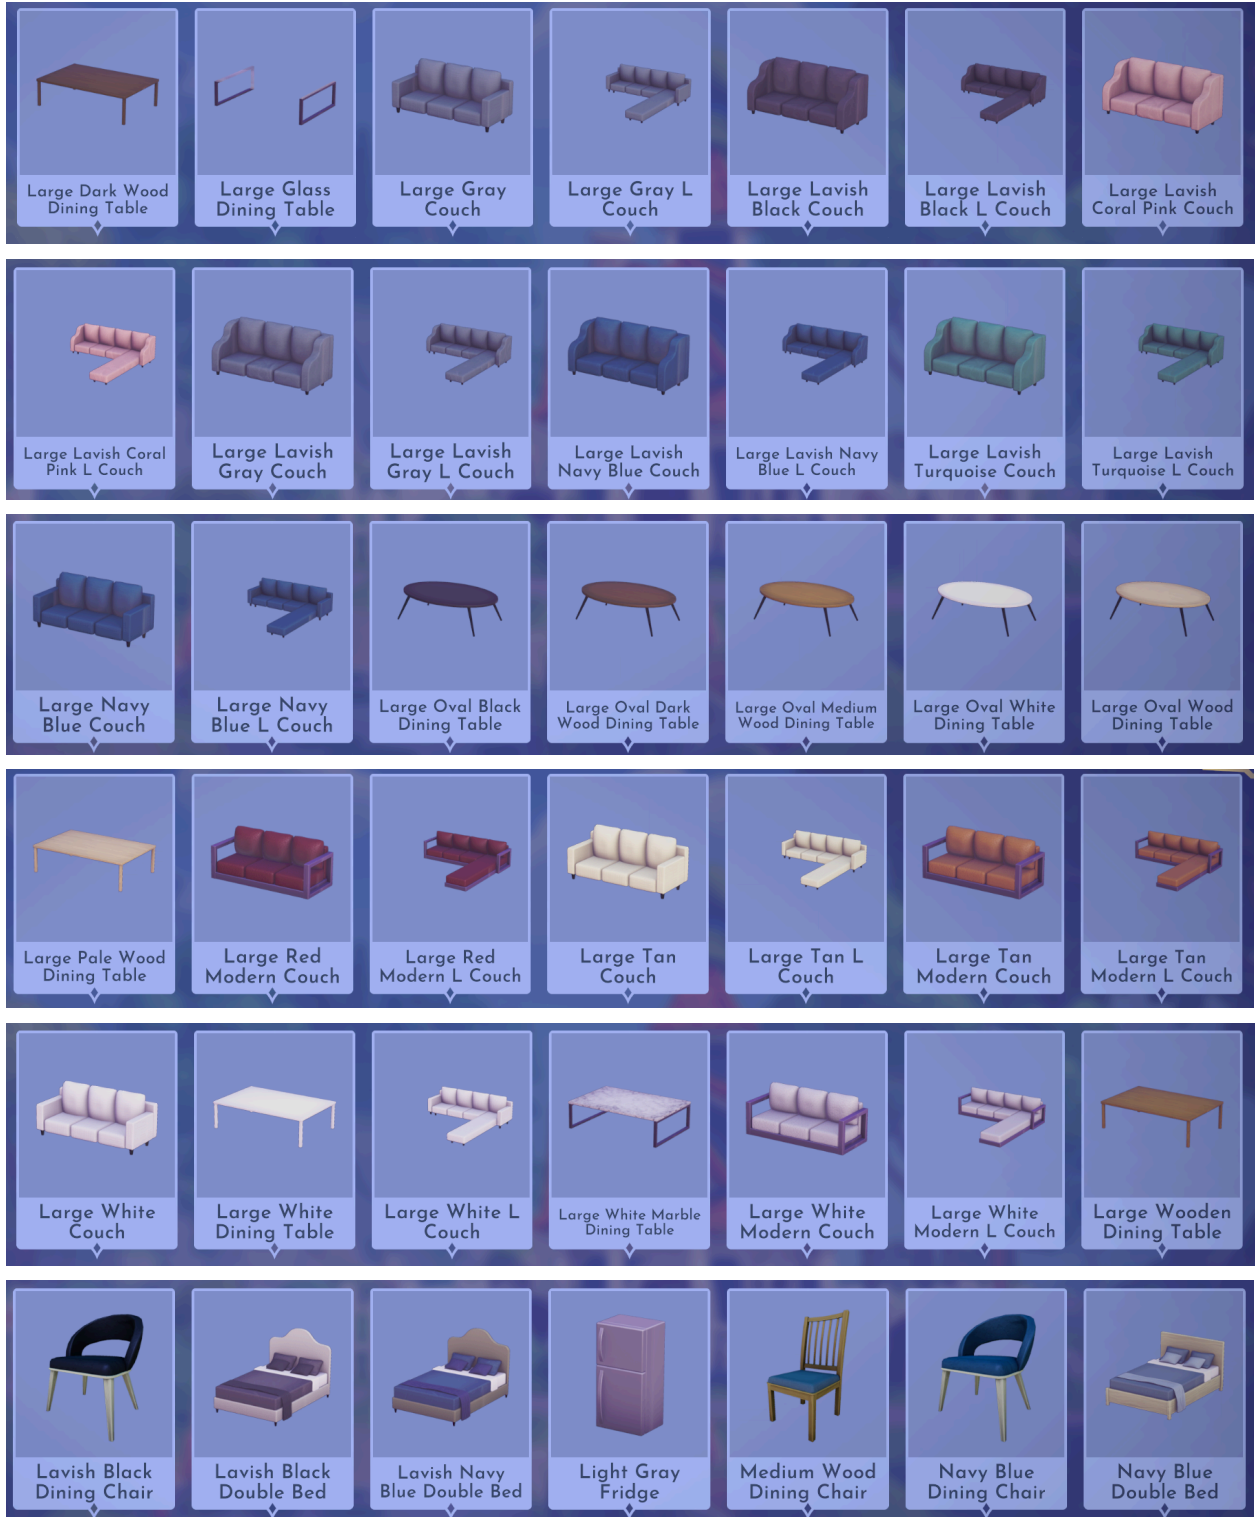 Large Dark Wood
Dining Table
Large Glass
Dining Table
Large Gray
Couch
Large Gray L
Couch
Large Lavish
Black Couch
Large Lavish
Black L Couch
Large Lavish
Coral Pink Couch
Large Lavish Coral
Pink L Couch
Large Lavish
Gray Couch
Large Lavish
Gray L Couch
Large Lavish
Navy Blue Couch
Large Lavish Navy
Blue L Couch
Large Lavish
Turquoise Couch
Large Lavish
Turquoise L Couch
Large Navy
Blue Couch
Large Navy
Blue L Couch
Large Oval Black
Dining Table
Large Oval Dark
Wood Dining Table
Large Oval Medium
Wood Dining Table
Large Oval White
Dining Table
Large Oval Wood
Dining Table
Large Pale Wood
Dining Table
Large Red
Modern Couch
Large Red
Modern L Couch
Large Tan
Couch
Large Tan L
Couch
Large Tan
Modern Couch
Large Tan
Modern L Couch
Large White
Couch
Large White
Dining Table
Large White L
Couch
Large White Marble
Dining Table
Large White
Modern Couch
Large White
Modern L Couch
Large Wooden
Dining Table
Lavish Black
Dining Chair
Lavish Black
Double Bed
Lavish Navy
Blue Double Bed
Light Gray
Fridge
Medium Wood
Dining Chair
Navy Blue
Dining Chair
Navy Blue
Double Bed